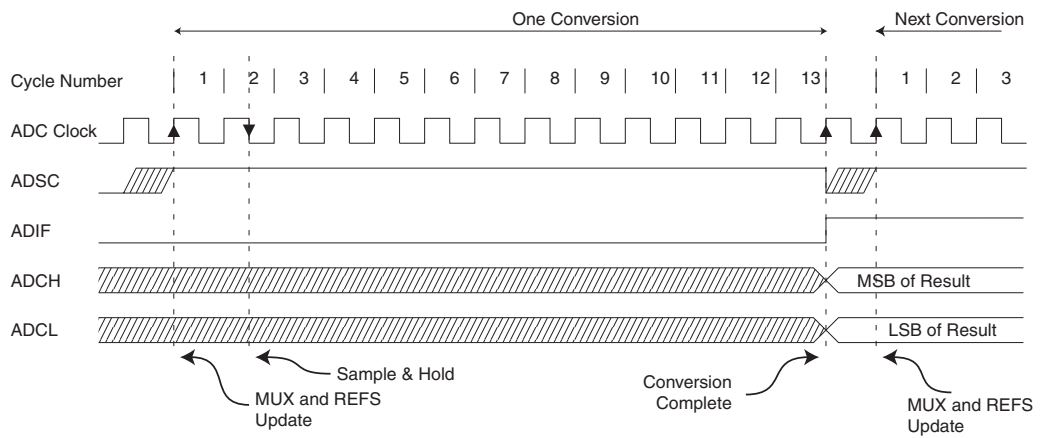 One Conversion
Next Conversion
Cycle Number 1 2 3 4 5 6 7 8 9 10 11 12 13 1 2 3
ADC Clock
ADSC
ADIF
ADCH
MSB of Result
ADCL
LSB of Result
Sample & Hold
MUX and REFS
Update
Conversion
Complete
MUX and REFS
Update